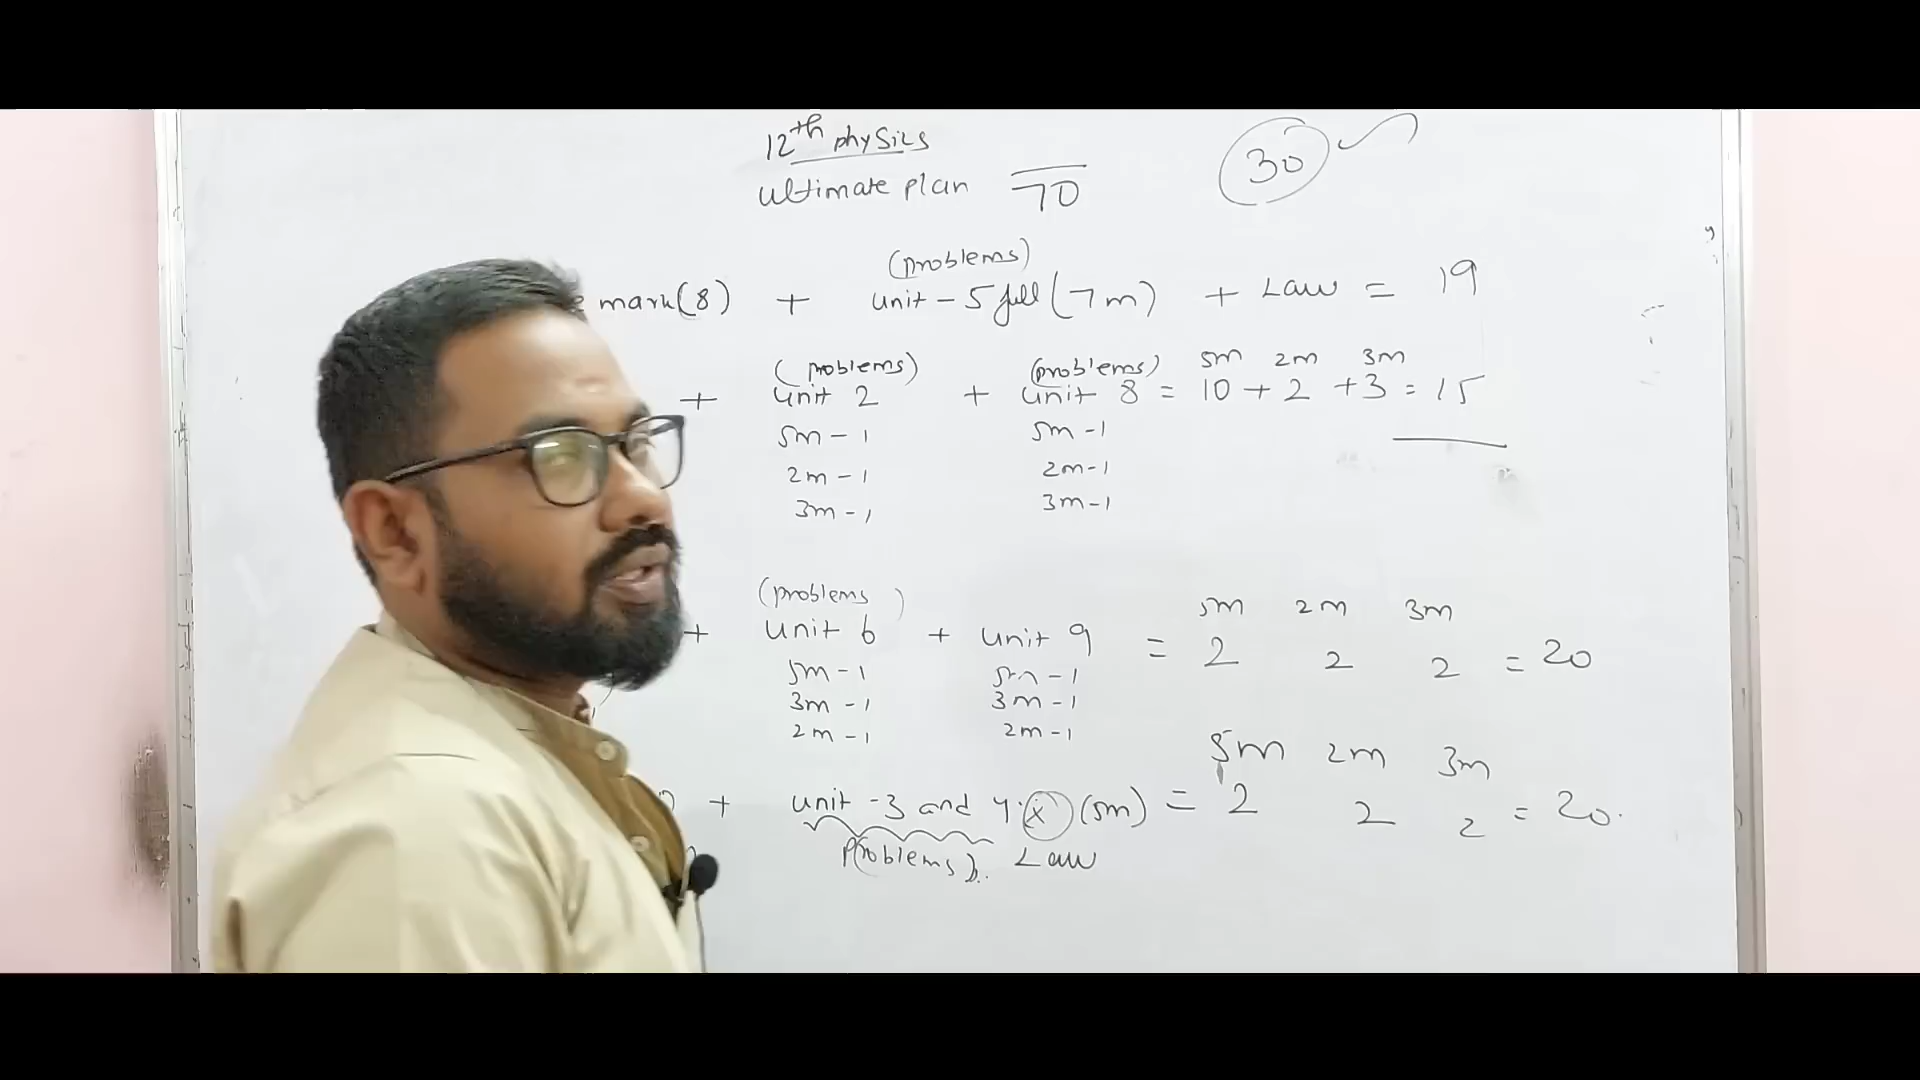 12th physics
ultimate plan 70
30
(problems)
mark(8) + unit - 5 full (7m) + Law = 19
(problems) (problems) 5m 2m 3m
+ unit 2 + unit 8 = 10 + 2 + 3 = 15
5m - 1 5m - 1
2m - 1 2m - 1
3m - 1 3m - 1
(problems) 5m 2m 3m
+ unit 6 + unit 9 = 2 2 2 = 20
5m - 1 5m - 1
3m - 1 3m - 1
2m - 1 2m - 1
5m 2m 3m
+ unit - 3 and 4 x (5m) = 2 2 2 = 20.
(Problems). Law